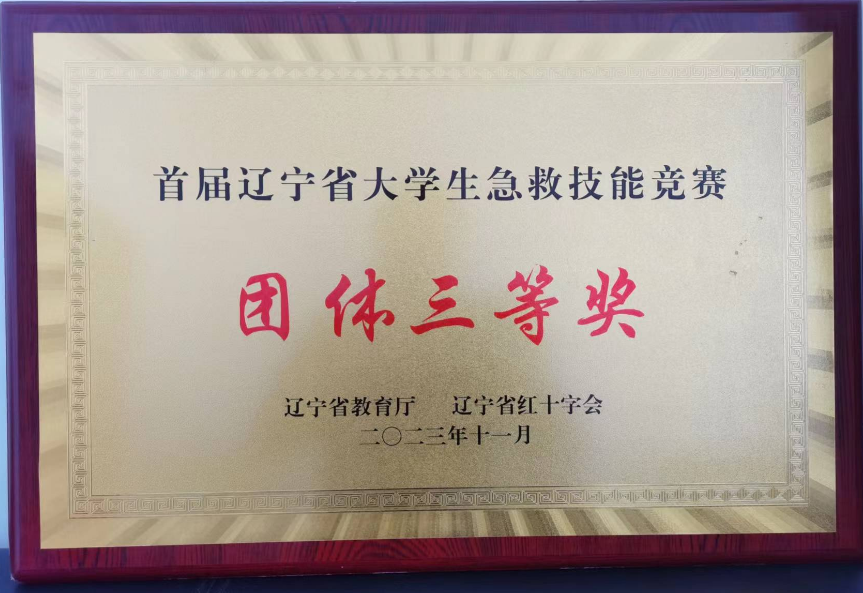 首届辽宁省大学生急救技能竞赛
团体三等奖
辽宁省教育厅 辽宁省红十字会
二〇二三年十一月